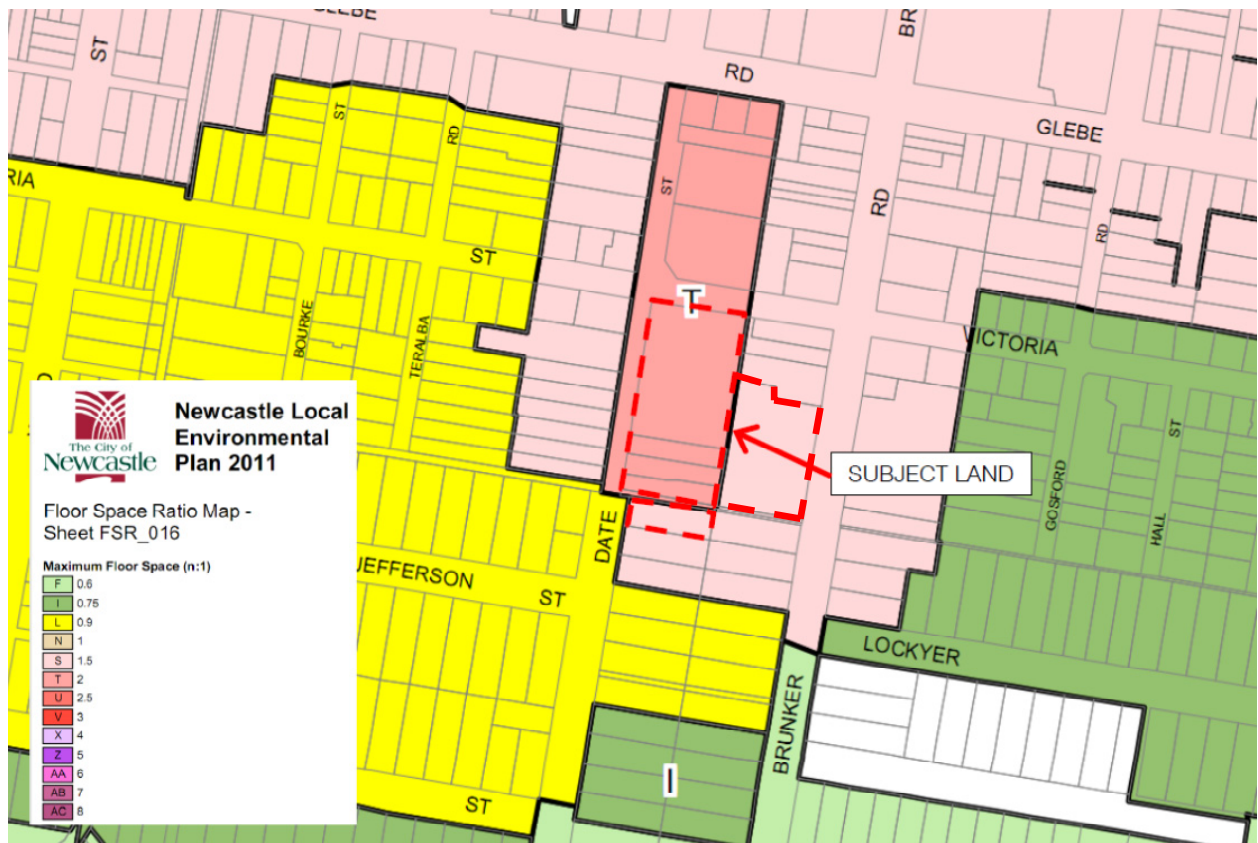 GLEBE
ST
BR
RD
GLEBE
ST
RD
RIA
ST
RD
RD
ST
T
VICTORIA
BOURKE
TERALBA
ST
SUBJECT LAND
GOSFORD
HALL
DATE
JEFFERSON
ST
LOCKYER
BRUNKER
I
ST
The City of
Newcastle
Newcastle Local
Environmental
Plan 2011
Floor Space Ratio Map -
Sheet FSR_016
Maximum Floor Space (n:1)
F 0.6
I 0.75
L 0.9
N 1
S 1.5
T 2
U 2.5
V 3
X 4
Z 5
AA 6
AB 7
AC 8